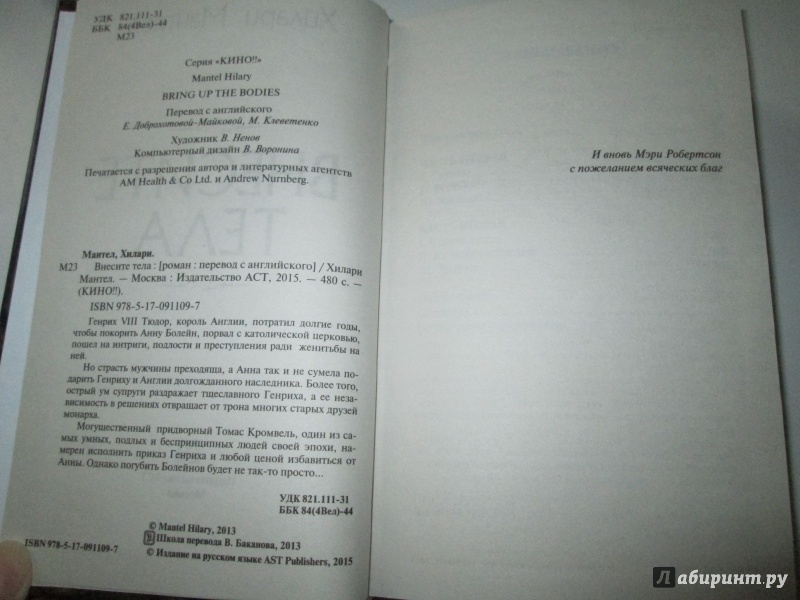 УДК 821.111-31
ББК 84(4Вел)-44
М23
Серия «КИНО!!»
Mantel Hilary
BRING UP THE BODIES
Перевод с английского
Е. Доброхотовой-Майковой, М. Клеветенко
Художник В. Ненов
Компьютерный дизайн В. Воронина
Печатается с разрешения автора и литературных агентств
AM Heath & Co Ltd. и Andrew Nurnberg.
Мантел, Хилари.
М23 Внесите тела : [роман : перевод с английского] / Хилари
Мантел. — Москва : Издательство АСТ, 2015. — 480 с. —
(КИНО!!).
ISBN 978-5-17-091109-7
Генрих VIII Тюдор, король Англии, потратил долгие годы,
чтобы покорить Анну Болейн, порвал с католической церковью,
пошел на интриги, подлости и преступления ради женитьбы на
ней.
Но страсть мужчины преходяща, а Анна так и не сумела по-
дарить Генриху и Англии долгожданного наследника. Более того,
острый ум супруги раздражает тщеславного Генриха, а ее неза-
висимость в решениях отвращает от трона многих старых друзей
монарха.
Могущественный придворный Томас Кромвель, один из са-
мых умных, подлых и беспринципных людей своей эпохи, на-
мерен исполнить приказ Генриха и любой ценой избавиться от
Анны. Однако погубить Болейнов будет не так-то просто...
УДК 821.111-31
ББК 84(4Вел)-44
© Mantel Hilary, 2013
Школа перевода В. Баканова, 2013
© Издание на русском языке AST Publishers, 2015
ISBN 978-5-17-091109-7
И вновь Мэри Робертсон
с пожеланием всяческих благ
лабиринт.ру